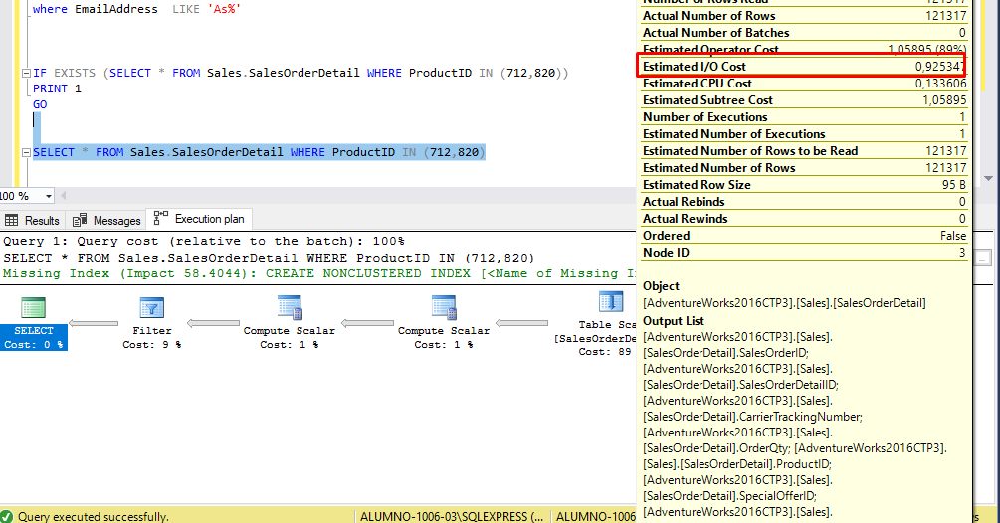 where EmailAddress LIKE 'As%'
IF EXISTS (SELECT * FROM Sales.SalesOrderDetail WHERE ProductID IN (712,820))
PRINT 1
GO
SELECT * FROM Sales.SalesOrderDetail WHERE ProductID IN (712,820)
100 %
Results Messages Execution plan
Query 1: Query cost (relative to the batch): 100%
SELECT * FROM Sales.SalesOrderDetail WHERE ProductID IN (712,820)
Missing Index (Impact 58.4044): CREATE NONCLUSTERED INDEX [<Name of Missing I
SELECT
Cost: 0 %
Filter
Cost: 9 %
Compute Scalar
Cost: 1 %
Compute Scalar
Cost: 1 %
Table Sca
[SalesOrderDe
Cost: 89
Number of Rows Read 121317
Actual Number of Rows 121317
Actual Number of Batches 0
Estimated Operator Cost 1,05895 (89%)
Estimated I/O Cost 0,925347
Estimated CPU Cost 0,133606
Estimated Subtree Cost 1,05895
Number of Executions 1
Estimated Number of Executions 1
Estimated Number of Rows to be Read 121317
Estimated Number of Rows 121317
Estimated Row Size 95 B
Actual Rebinds 0
Actual Rewinds 0
Ordered False
Node ID 3
Object
[AdventureWorks2016CTP3].[Sales].[SalesOrderDetail]
Output List
[AdventureWorks2016CTP3].[Sales].
[SalesOrderDetail].SalesOrderID;
[AdventureWorks2016CTP3].[Sales].
[SalesOrderDetail].SalesOrderDetailID;
[AdventureWorks2016CTP3].[Sales].
[SalesOrderDetail].CarrierTrackingNumber;
[AdventureWorks2016CTP3].[Sales].
[SalesOrderDetail].OrderQty; [AdventureWorks2016CTP3].
[Sales].[SalesOrderDetail].ProductID;
[AdventureWorks2016CTP3].[Sales].
[SalesOrderDetail].SpecialOfferID;
[AdventureWorks2016CTP3].[Sales].
Query executed successfully. ALUMNO-1006-03\SQLEXPRESS (... ALUMNO-1006